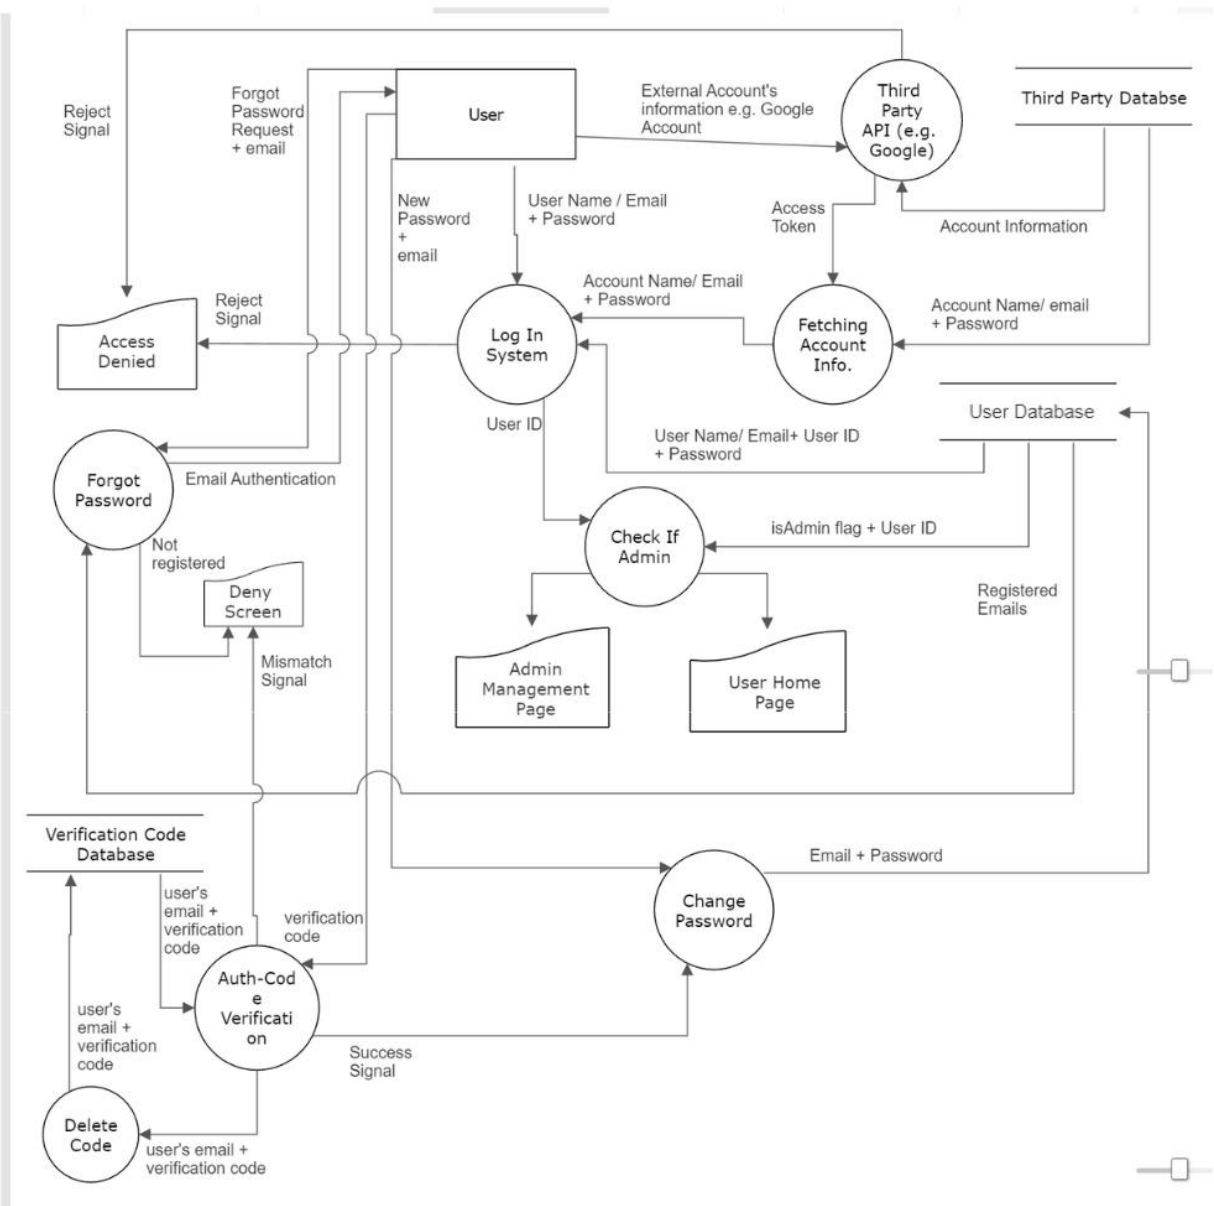 Reject
Signal
Forgot
Password
Request
+ email
User
External Account's
information e.g. Google
Account
Third
Party
API (e.g.
Google)
Third Party Databse
New
Password
+
email
User Name / Email
+ Password
Access
Token
Account Information
Reject
Signal
Account Name/ Email
+ Password
Account Name/ email
+ Password
Access
Denied
Log In
System
Fetching
Account
Info.
User ID
User Name/ Email+ User ID
+ Password
User Database
Forgot
Password
Email Authentication
Check If
Admin
isAdmin flag + User ID
Not
registered
Deny
Screen
Registered
Emails
Mismatch
Signal
Admin
Management
Page
User Home
Page
Verification Code
Database
Email + Password
user's
email +
verification
code
verification
code
Change
Password
Auth-Cod
e
Verificati
on
user's
email +
verification
code
Success
Signal
Delete
Code
user's email +
verification code